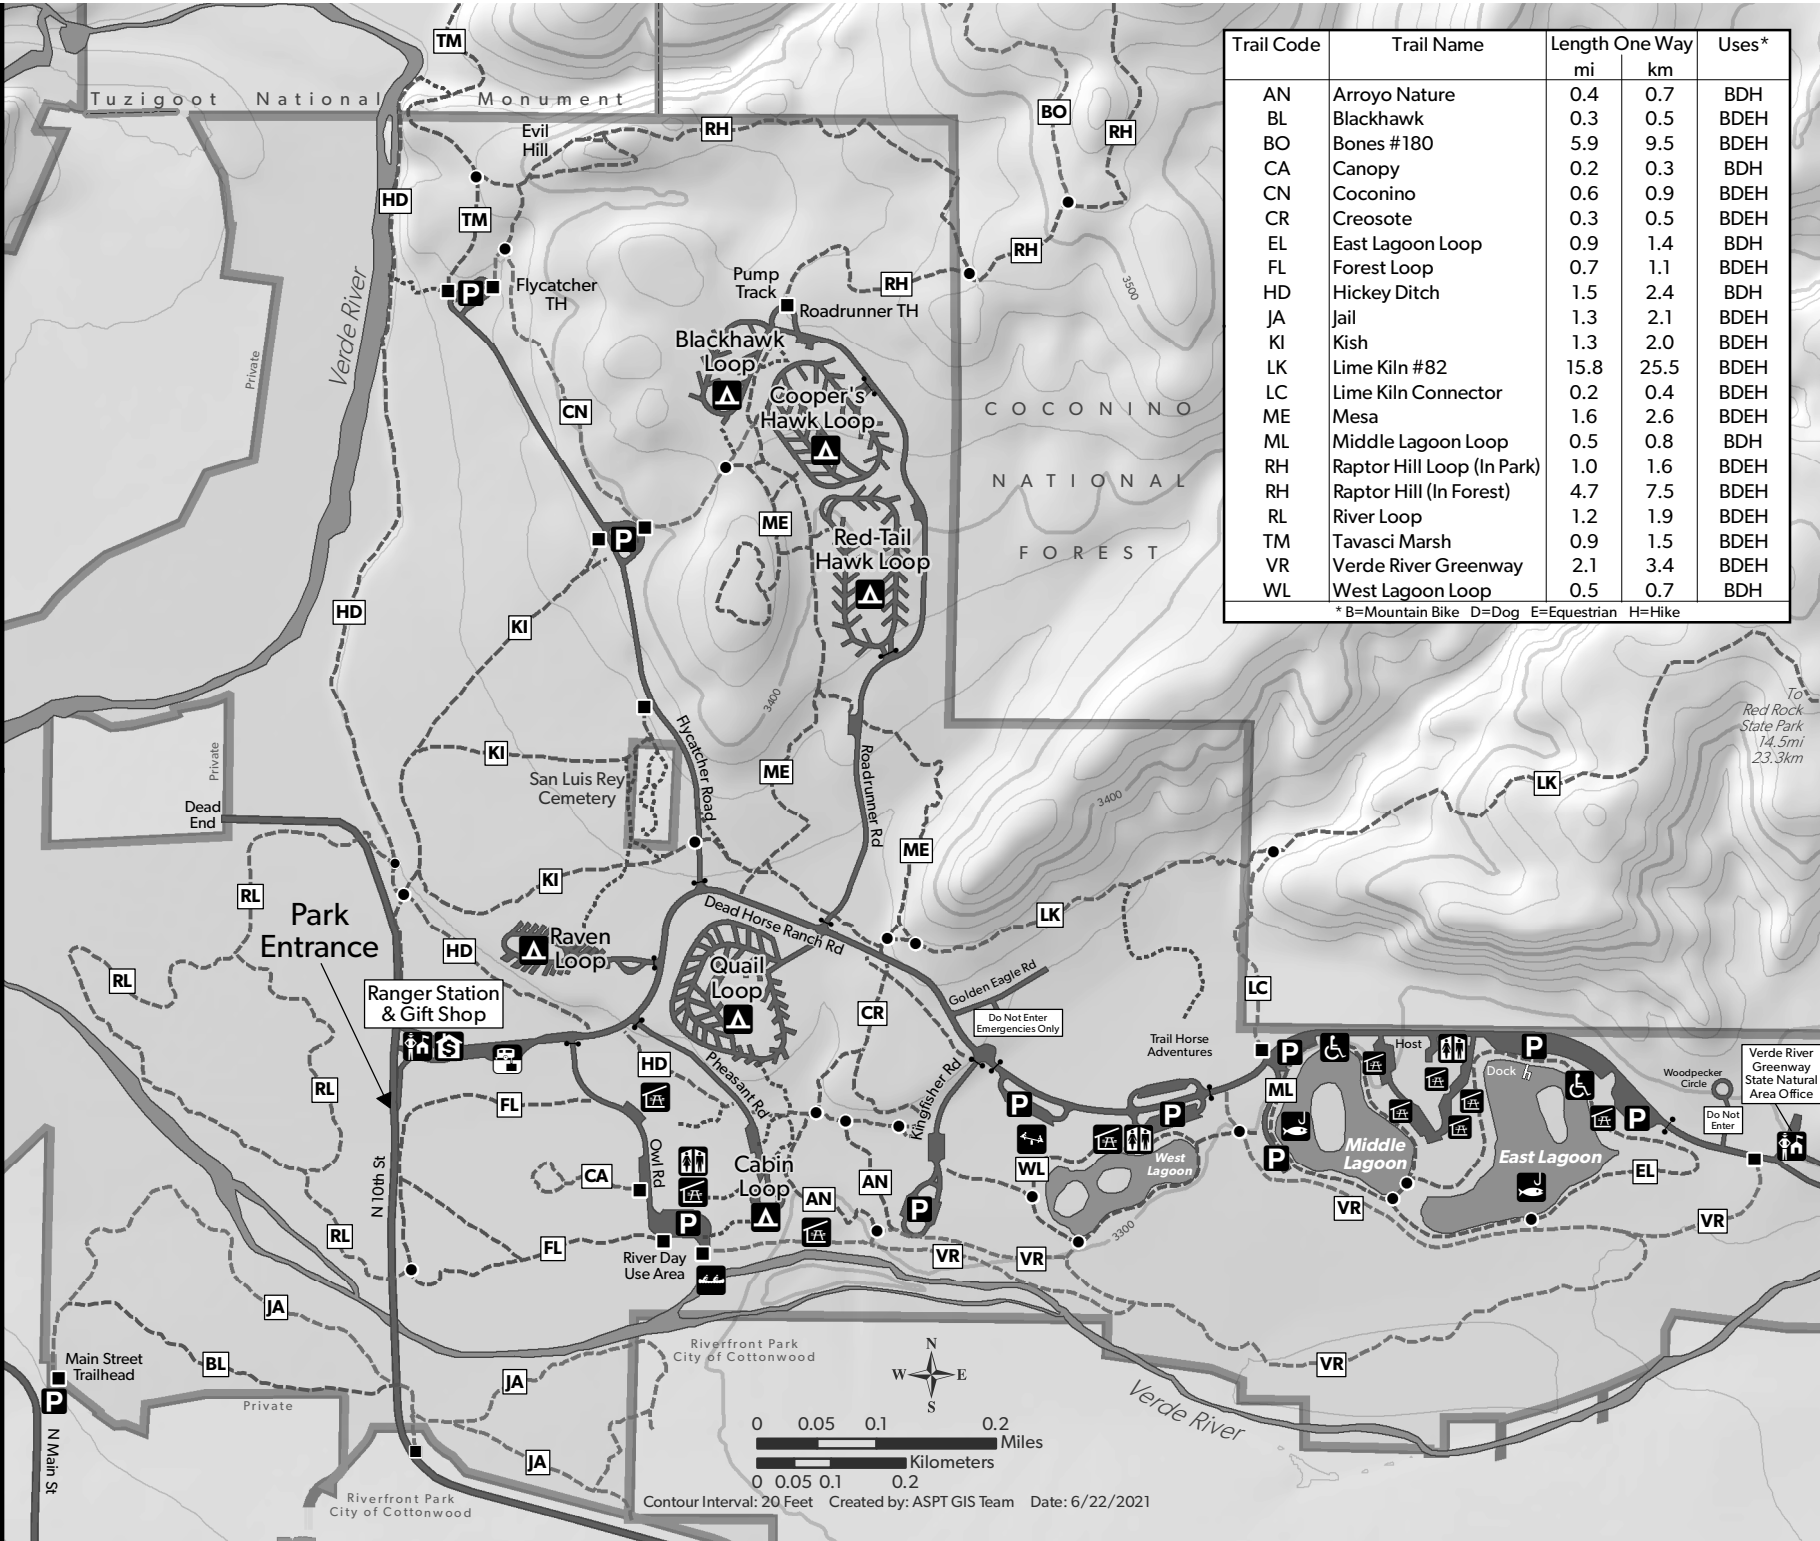 Trail Code Trail Name Length One Way Uses*
mi km
AN Arroyo Nature 0.4 0.7 BDH
BL Blackhawk 0.3 0.5 BDEH
BO Bones #180 5.9 9.5 BDEH
CA Canopy 0.2 0.3 BDH
CN Coconino 0.6 0.9 BDEH
CR Creosote 0.3 0.5 BDEH
EL East Lagoon Loop 0.9 1.4 BDH
FL Forest Loop 0.7 1.1 BDEH
HD Hickey Ditch 1.5 2.4 BDH
JA Jail 1.3 2.1 BDEH
KI Kish 1.3 2.0 BDEH
LK Lime Kiln #82 15.8 25.5 BDEH
LC Lime Kiln Connector 0.2 0.4 BDEH
ME Mesa 1.6 2.6 BDEH
ML Middle Lagoon Loop 0.5 0.8 BDH
RH Raptor Hill Loop (In Park) 1.0 1.6 BDEH
RH Raptor Hill (In Forest) 4.7 7.5 BDEH
RL River Loop 1.2 1.9 BDEH
TM Tavasci Marsh 0.9 1.5 BDEH
VR Verde River Greenway 2.1 3.4 BDEH
WL West Lagoon Loop 0.5 0.7 BDH
* B=Mountain Bike D=Dog E=Equestrian H=Hike
TM
Tuzigoot National Monument
BO
RH
RH
Evil
Hill
HD
TM
RH
RH
Pump
Track
Roadrunner TH
P
Flycatcher
TH
3500
Verde River
Private
Blackhawk
Loop
Cooper's
Hawk Loop
CN
COCONINO
NATIONAL
FOREST
ME
P
Red-Tail
Hawk Loop
HD
KI
3400
To
Red Rock
State Park
14.5mi
23.3km
Private
KI
San Luis Rey
Cemetery
Flycatcher Road
ME
Roadrunner Rd
LK
3400
Dead
End
ME
KI
RL
Park
Entrance
LK
Dead Horse Ranch Rd
HD
Raven
Loop
Quail
Loop
RL
Golden Eagle Rd
LC
Ranger Station
& Gift Shop
CR
Do Not Enter
Emergencies Only
$
Trail Horse
Adventures
P
Host
P
Verde River
Greenway
State Natural
Area Office
HD
Pheasant Rd
Kingfisher Rd
Dock
Woodpecker
Circle
RL
FL
ML
P
P
P
Do Not
Enter
Owl Rd
West
Lagoon
Middle
Lagoon
East Lagoon
P
WL
CA
Cabin
Loop
AN
AN
EL
N 10th St
P
P
VR
VR
RL
FL
River Day
Use Area
VR
VR
3300
JA
Riverfront Park
City of Cottonwood
Main Street
Trailhead
BL
JA
N
W E
S
VR
P
Private
Verde River
N Main St
JA
0 0.05 0.1 0.2
Miles
Kilometers
0 0.05 0.1 0.2
Riverfront Park
City of Cottonwood
Contour Interval: 20 Feet Created by: ASPT GIS Team Date: 6/22/2021